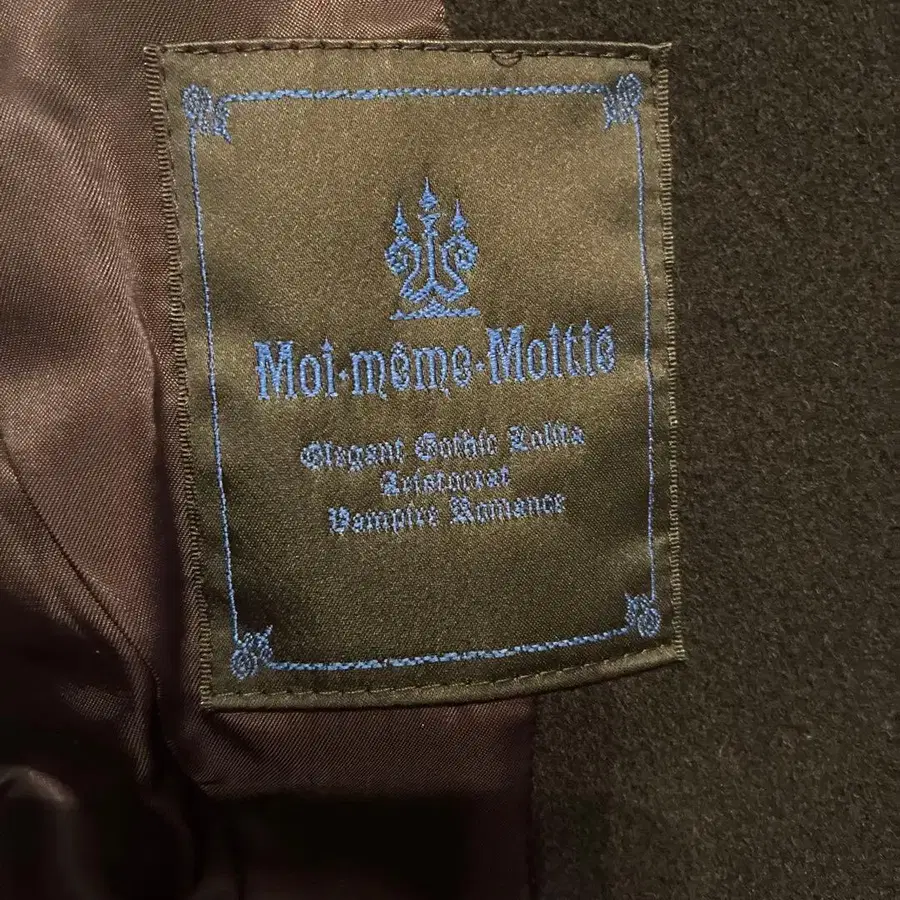 Moi-même-Moitié
Elegant Gothic Lolita
Aristocrat
Vampire Romance